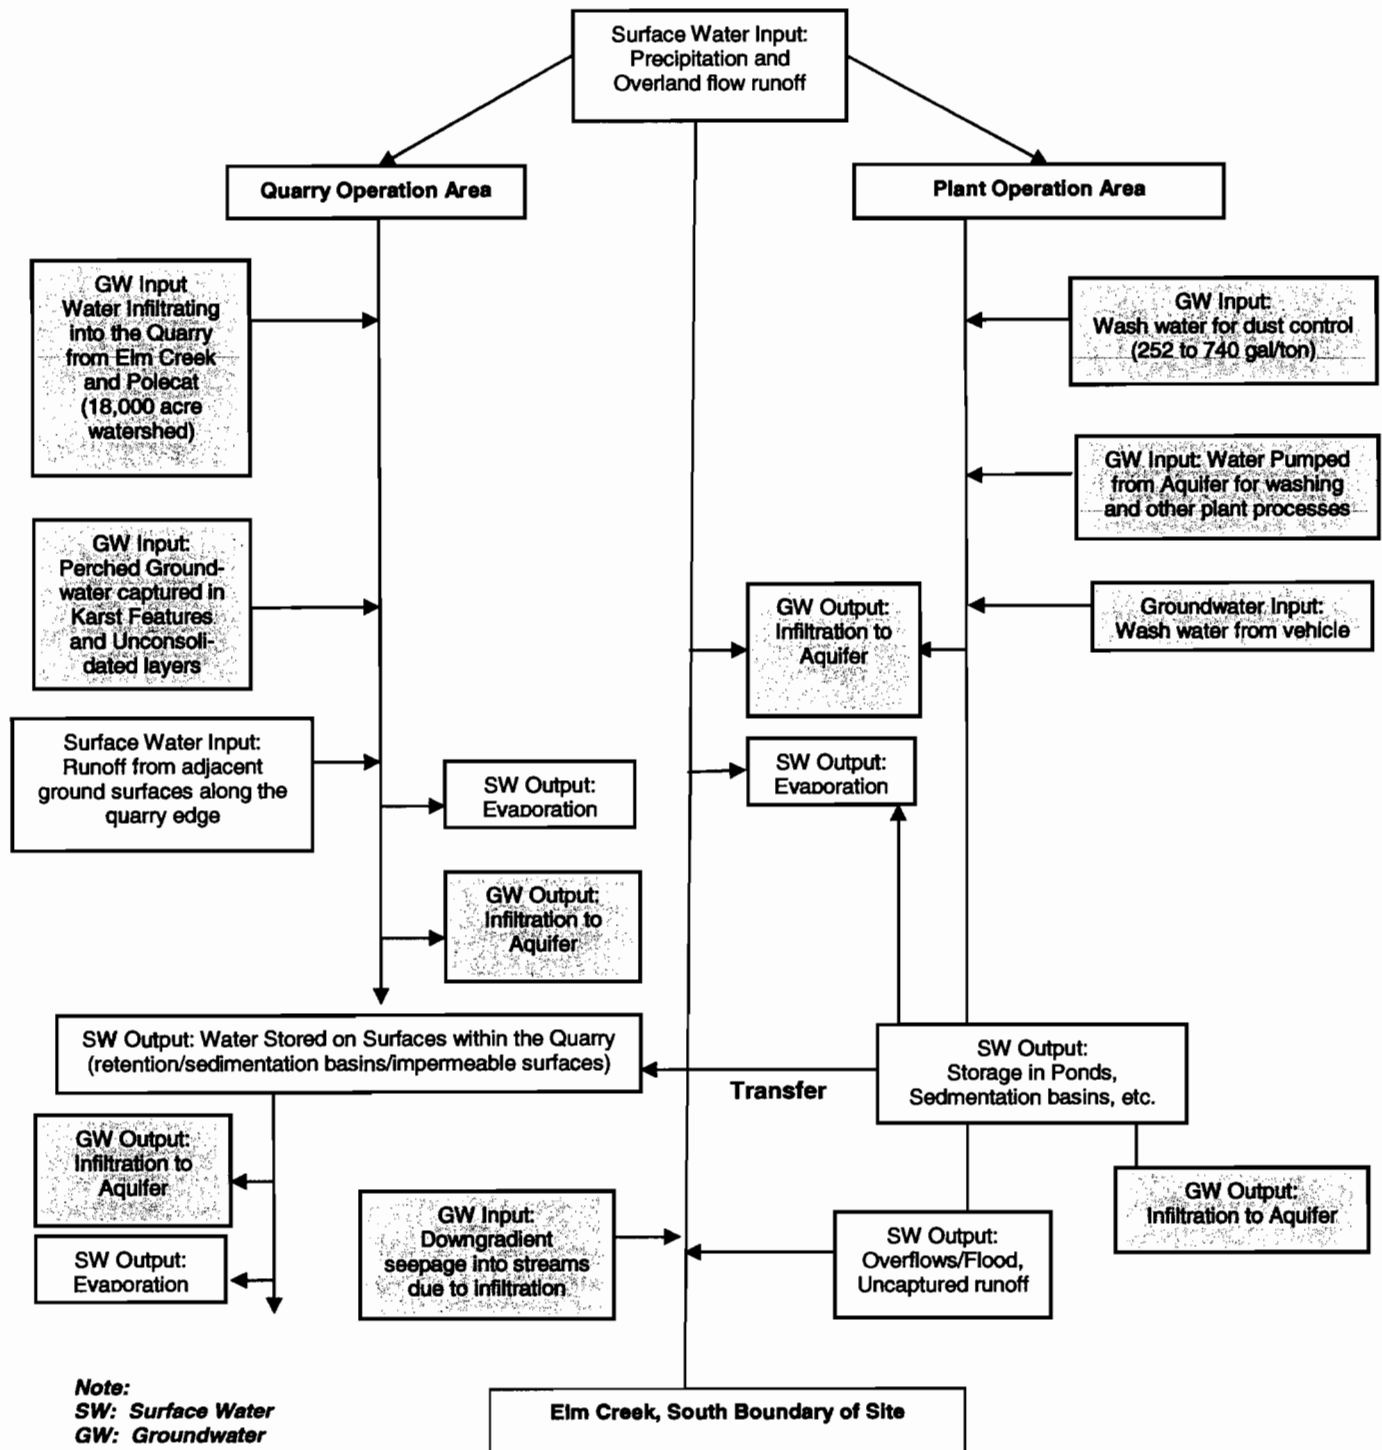 Surface Water Input:
Precipitation and
Overland flow runoff
Quarry Operation Area
Plant Operation Area
GW Input
Water Infiltrating
into the Quarry
from Elm Creek
and Polecat
(18,000 acre
watershed)
GW Input:
Wash water for dust control
(252 to 740 gal/ton)
GW Input: Water Pumped
from Aquifer for washing
and other plant processes
GW Input:
Perched Ground-
water captured in
Karst Features
and Unconsoli-
dated layers
GW Output:
Infiltration to
Aquifer
Groundwater Input:
Wash water from vehicle
Surface Water Input:
Runoff from adjacent
ground surfaces along the
quarry edge
SW Output:
Evaporation
SW Output:
Evaporation
GW Output:
Infiltration to
Aquifer
SW Output: Water Stored on Surfaces within the Quarry
(retention/sedimentation basins/impermeable surfaces)
Transfer
SW Output:
Storage in Ponds,
Sedmentation basins, etc.
GW Output:
Infiltration to
Aquifer
SW Output:
Evaporation
GW Input:
Downgradient
seepage into streams
due to infiltration
SW Output:
Overflows/Flood,
Uncaptured runoff
GW Output:
Infiltration to Aquifer
Note:
SW: Surface Water
GW: Groundwater
Elm Creek, South Boundary of Site